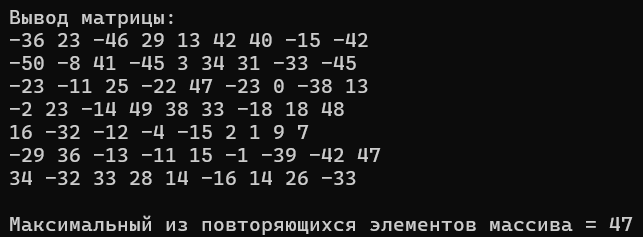 Вывод матрицы:
-36 23 -46 29 13 42 40 -15 -42
-50 -8 41 -45 3 34 31 -33 -45
-23 -11 25 -22 47 -23 0 -38 13
-2 23 -14 49 38 33 -18 18 48
16 -32 -12 -4 -15 2 1 9 7
-29 36 -13 -11 15 -1 -39 -42 47
34 -32 33 28 14 -16 14 26 -33
Максимальный из повторяющихся элементов массива = 47